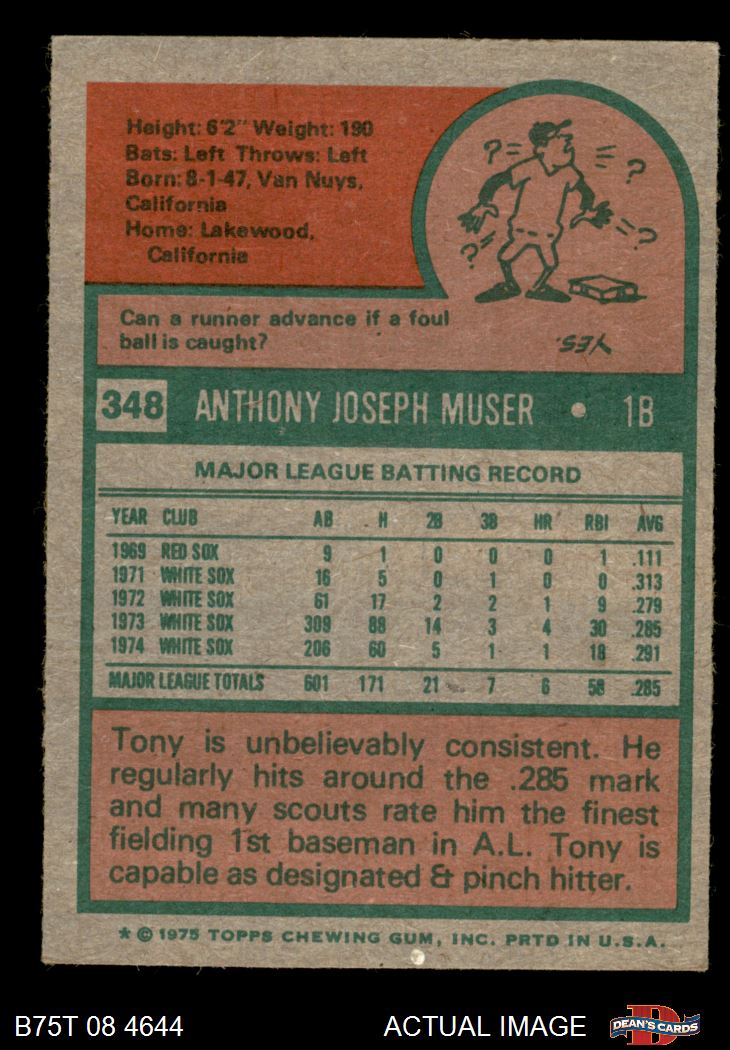 Height: 6'2" Weight: 190
Bats: Left Throws: Left
Born: 8-1-47, Van Nuys,
California
Home: Lakewood,
California
? ? ? ?
Can a runner advance if a foul
ball is caught?
YES.
348 ANTHONY JOSEPH MUSER • 1B
MAJOR LEAGUE BATTING RECORD
YEAR CLUB AB H 2B 3B HR RBI AVG
1969 RED SOX 9 1 0 0 0 1 .111
1971 WHITE SOX 16 5 0 1 0 0 .313
1972 WHITE SOX 61 17 2 2 1 9 .279
1973 WHITE SOX 309 88 14 3 4 30 .285
1974 WHITE SOX 206 60 5 1 1 18 .291
MAJOR LEAGUE TOTALS 601 171 21 7 6 58 .285
Tony is unbelievably consistent. He
regularly hits around the .285 mark
and many scouts rate him the finest
fielding 1st baseman in A.L. Tony is
capable as designated & pinch hitter.
* © 1975 TOPPS CHEWING GUM, INC. PRTD IN U.S.A.
B75T 08 4644 ACTUAL IMAGE
D
DEAN'S CARDS